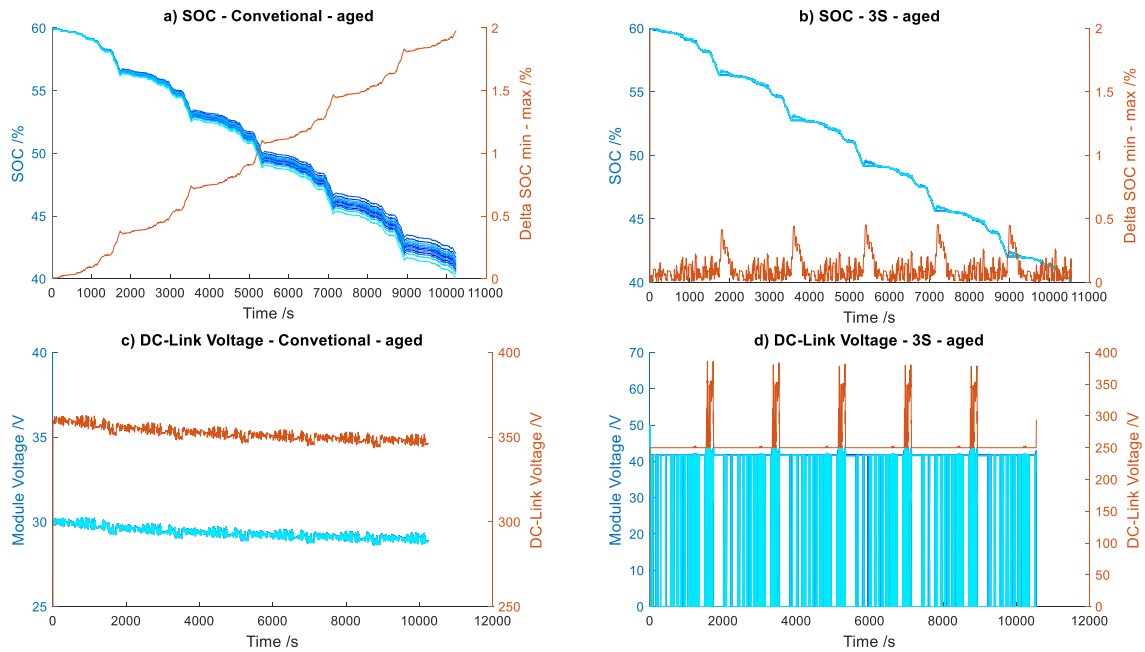 a) SOC - Convetional - aged
60
55
50
45
40
SOC /%
2
1.5
1
0.5
0
Delta SOC min - max /%
0 1000 2000 3000 4000 5000 6000 7000 8000 9000 10000 11000
Time /s
b) SOC - 3S - aged
60
55
50
45
40
SOC /%
2
1.5
1
0.5
0
Delta SOC min - max /%
0 1000 2000 3000 4000 5000 6000 7000 8000 9000 10000 11000
Time /s
c) DC-Link Voltage - Convetional - aged
40
35
30
25
Module Voltage /V
400
350
300
250
DC-Link Voltage /V
0 2000 4000 6000 8000 10000 12000
Time /s
d) DC-Link Voltage - 3S - aged
70
60
50
40
30
20
10
0
Module Voltage /V
400
350
300
250
200
150
100
50
0
DC-Link Voltage /V
0 2000 4000 6000 8000 10000 12000
Time /s